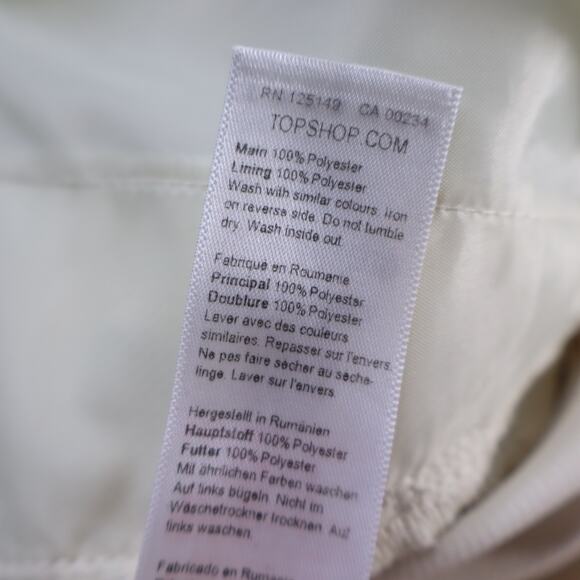 RN 125149 CA 00234
TOPSHOP.COM
Main 100% Polyester
Lining 100% Polyester
Wash with similar colours. Iron
on reverse side. Do not tumble
dry. Wash inside out.
Fabriqué en Roumanie
Principal 100% Polyester
Doublure 100% Polyester
Laver avec des couleurs
similaires. Repasser sur l'envers.
Ne pas faire sécher au sèche-
linge. Laver sur l'envers.
Hergestellt in Rumänien
Hauptstoff 100% Polyester
Futter 100% Polyester
Mit ähnlichen Farben waschen.
Auf links bügeln. Nicht im
Wäschetrockner trocknen. Auf
links waschen.
Fabricado en